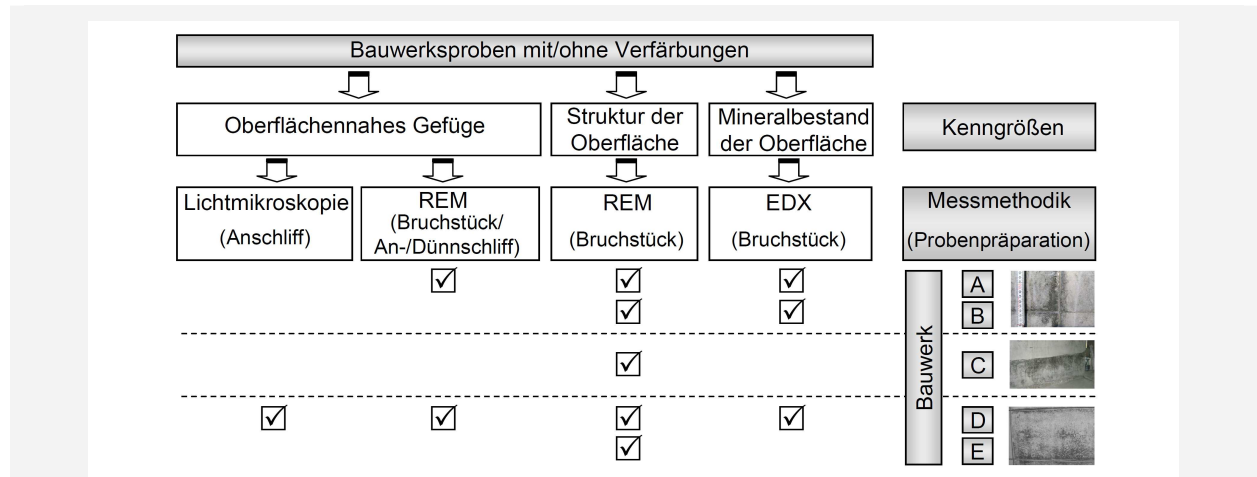 Bauwerksproben mit/ohne Verfärbungen
Oberflächennahes Gefüge
Struktur der
Oberfläche
Mineralbestand
der Oberfläche
Kenngrößen
Lichtmikroskopie
(Anschliff)
REM
(Bruchstück/
An-/Dünnschliff)
REM
(Bruchstück)
EDX
(Bruchstück)
Messmethodik
(Probenpräparation)
Bauwerk
A
B
C
D
E